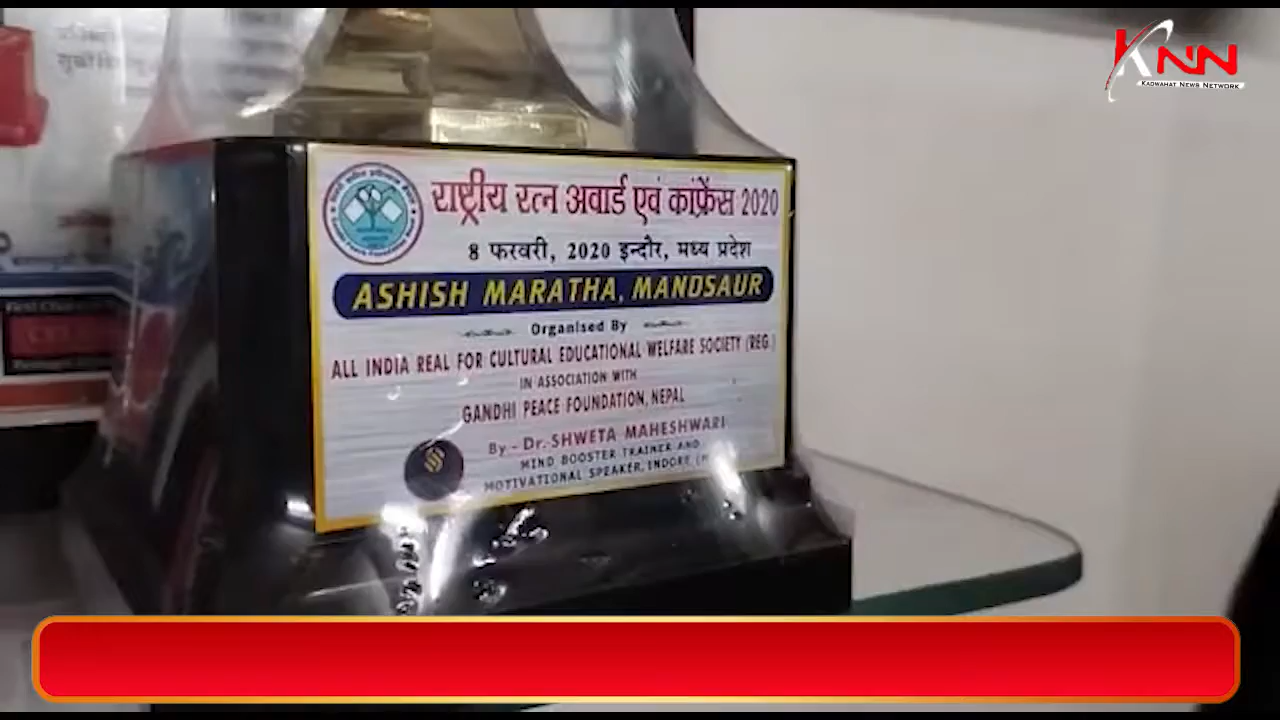 KNN
KADWAHAT NEWS NETWORK
राष्ट्रीय रत्न अवार्ड एवं कांफ्रेंस 2020
8 फरवरी, 2020 इन्दौर, मध्य प्रदेश
ASHISH MARATHA, MANDSAUR
Organised By
ALL INDIA REAL FOR CULTURAL EDUCATIONAL WELFARE SOCIETY (REG.)
IN ASSOCIATION WITH
GANDHI PEACE FOUNDATION, NEPAL
By - Dr. SHWETA MAHESHWARI
MIND BOOSTER TRAINER AND
MOTIVATIONAL SPEAKER, INDORE